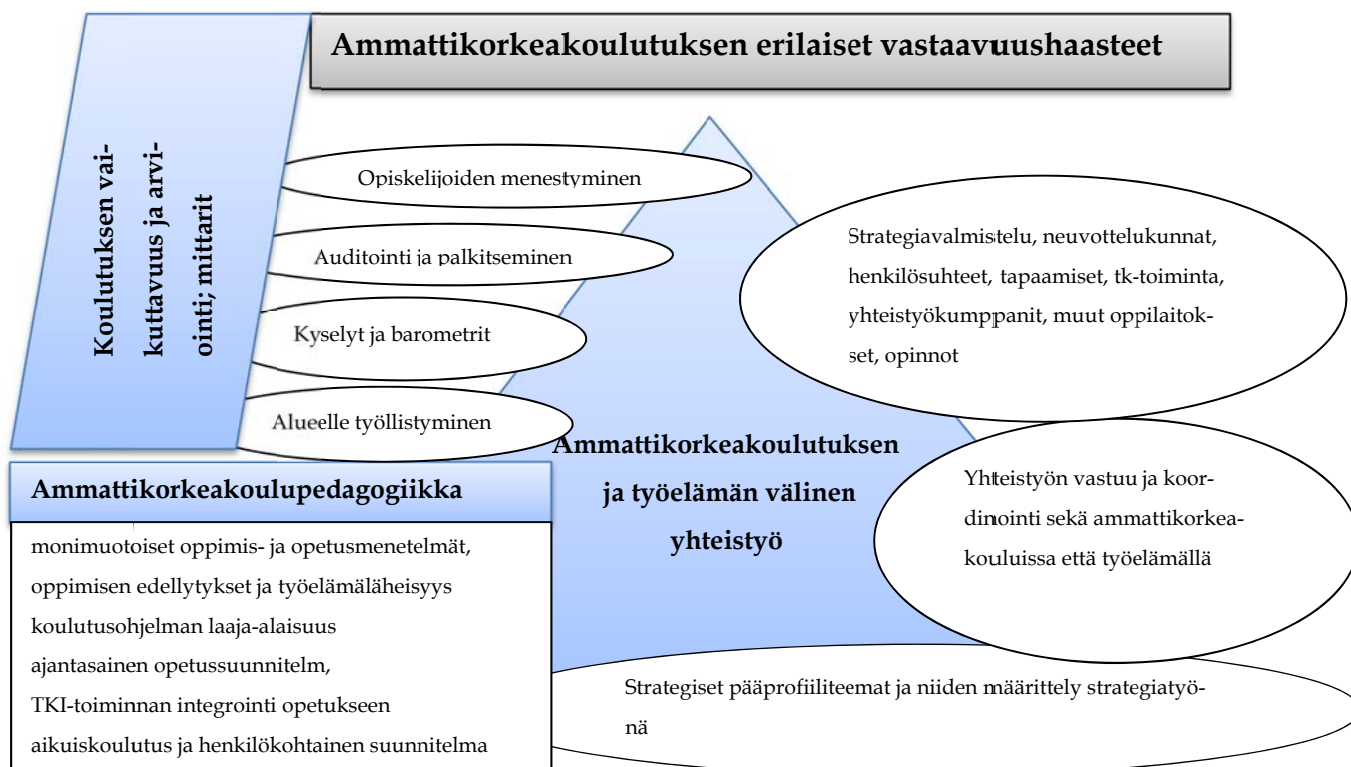 Ammattikorkeakoulutuksen erilaiset vastaavuushaasteet
Koulutuksen vai-
kuttavuus ja arvi-
ointi; mittarit
Opiskelijoiden menestyminen
Auditointi ja palkitseminen
Kyselyt ja barometrit
Alueelle työllistyminen
Strategiavalmistelu, neuvottelukunnat,
henkilösuhteet, tapaamiset, tk-toiminta,
yhteistyökumppanit, muut oppilaitok-
set, opinnot
Ammattikorkeakoulutuksen
ja työelämän välinen
yhteistyö
Yhteistyön vastuu ja koor-
dinointi sekä ammattikorkea-
kouluissa että työelämällä
Ammattikorkeakoulupedagogiikka
monimuotoiset oppimis- ja opetusmenetelmät,
oppimisen edellytykset ja työelämäläheisyys
koulutusohjelman laaja-alaisuus
ajantasainen opetussuunnitelm,
TKI-toiminnan integrointi opetukseen
aikuiskoulutus ja henkilökohtainen suunnitelma
Strategiset pääprofiiliteemat ja niiden määrittely strategiatyö-
nä